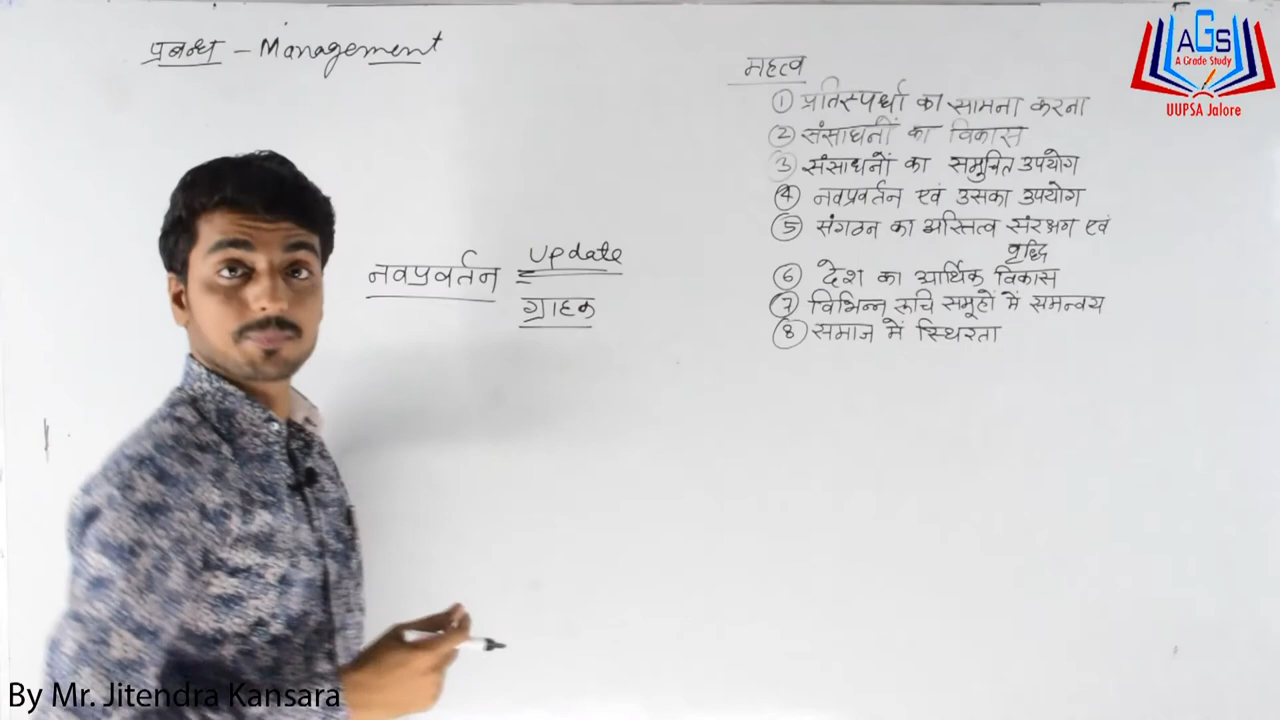 प्रबन्ध - Management
महत्व
① प्रतिस्पर्धा का सामना करना
② संसाधनों का विकास
③ संसाधनों का समुचित उपयोग
④ नवप्रवर्तन एवं उसका उपयोग
⑤ संगठन का अस्तित्व संरक्षण एवं
वृद्धि
⑥ देश का आर्थिक विकास
⑦ विभिन्न रूचि समूहों में समन्वय
⑧ समाज में स्थिरता
नवप्रवर्तन = Update
ग्राहक
AGS
A Grade Study
UUPSA Jalore
By Mr. Jitendra Kansara